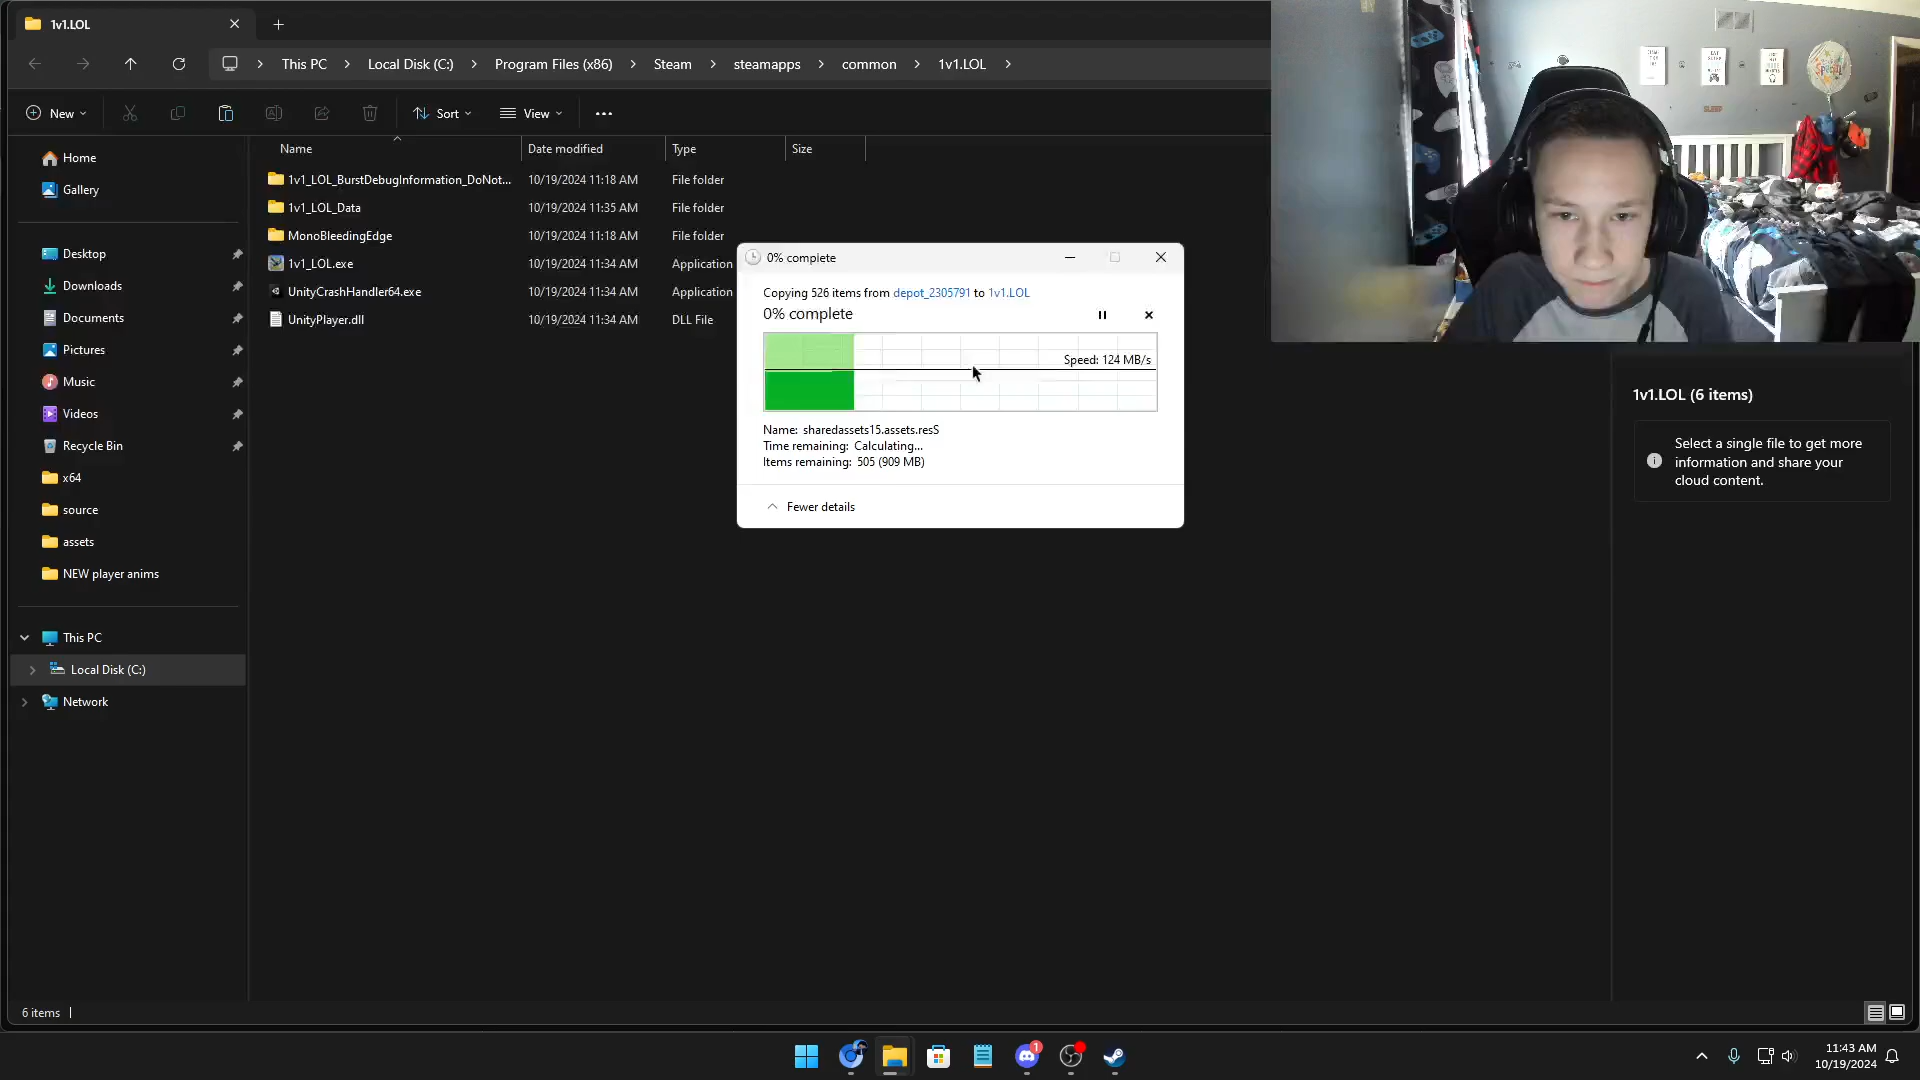 1v1.LOL
This PC
Local Disk (C:)
Program Files (x86)
Steam
steamapps
common
1v1.LOL
New
Sort
View
Home
Gallery
Desktop
Downloads
Documents
Pictures
Music
Videos
Recycle Bin
x64
source
assets
NEW player anims
This PC
Local Disk (C:)
Network
Name
Date modified
Type
Size
1v1_LOL_BurstDebugInformation_DoNot... 10/19/2024 11:18 AM File folder
1v1_LOL_Data 10/19/2024 11:35 AM File folder
MonoBleedingEdge 10/19/2024 11:18 AM File folder
1v1_LOL.exe 10/19/2024 11:34 AM Application
UnityCrashHandler64.exe 10/19/2024 11:34 AM Application
UnityPlayer.dll 10/19/2024 11:34 AM DLL File
0% complete
Copying 526 items from depot_2305791 to 1v1.LOL
0% complete
Speed: 124 MB/s
Name: sharedassets15.assets.resS
Time remaining: Calculating...
Items remaining: 505 (909 MB)
Fewer details
SLEEP
1v1.LOL (6 items)
Select a single file to get more
information and share your
cloud content.
6 items
1
11:43 AM
10/19/2024